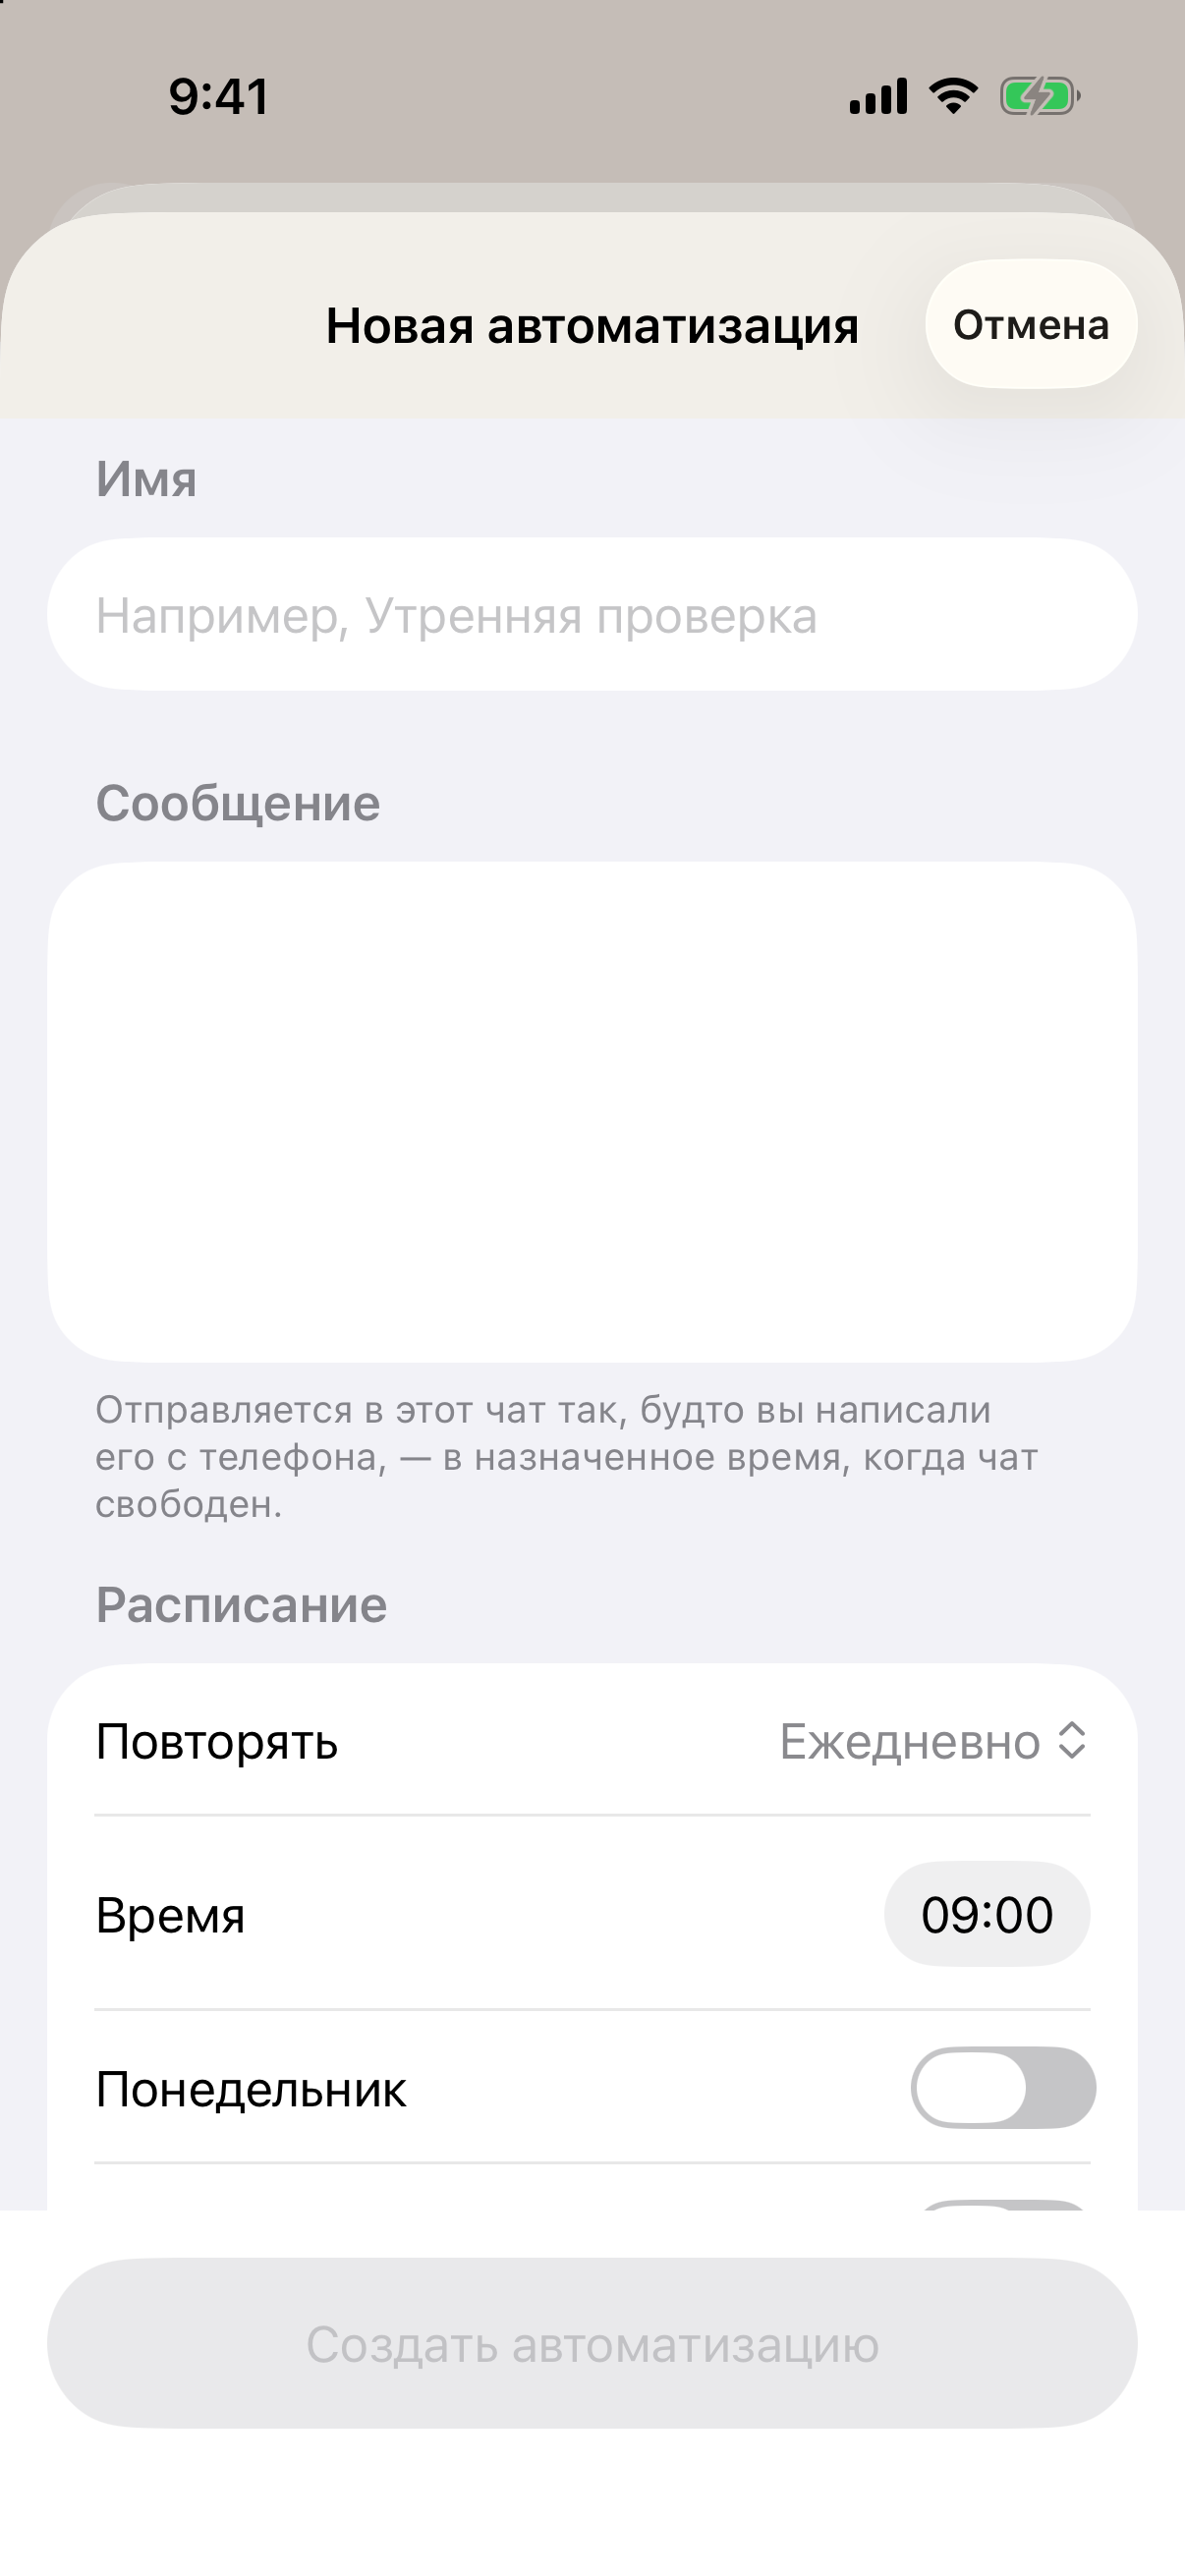 9:41
Новая автоматизация
Отмена
Имя
Например, Утренняя проверка
Сообщение
Отправляется в этот чат так, будто вы написали
его с телефона, — в назначенное время, когда чат
свободен.
Расписание
Повторять
Ежедневно
Время
09:00
Понедельник
Создать автоматизацию